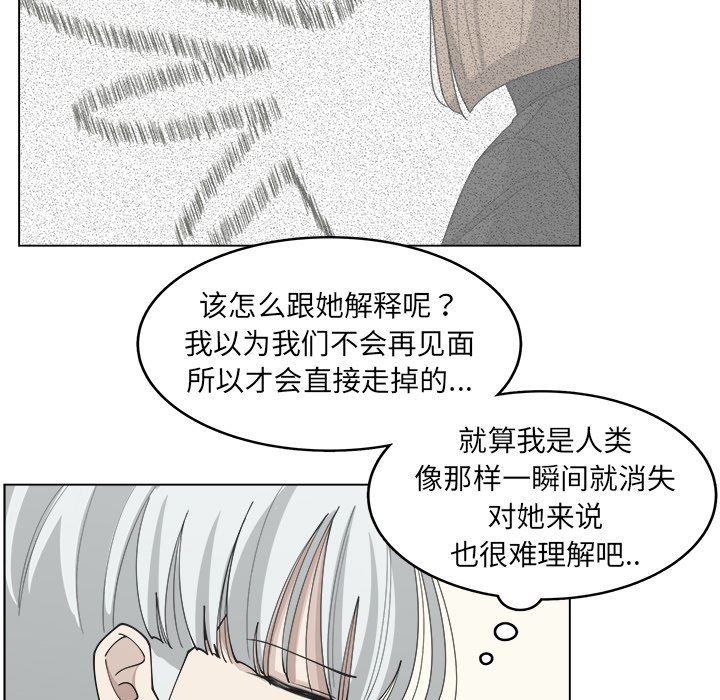 该怎么跟她解释呢？
我以为我们不会再见面
所以才会直接走掉的...
就算我是人类
像那样一瞬间就消失
对她来说
也很难理解吧..